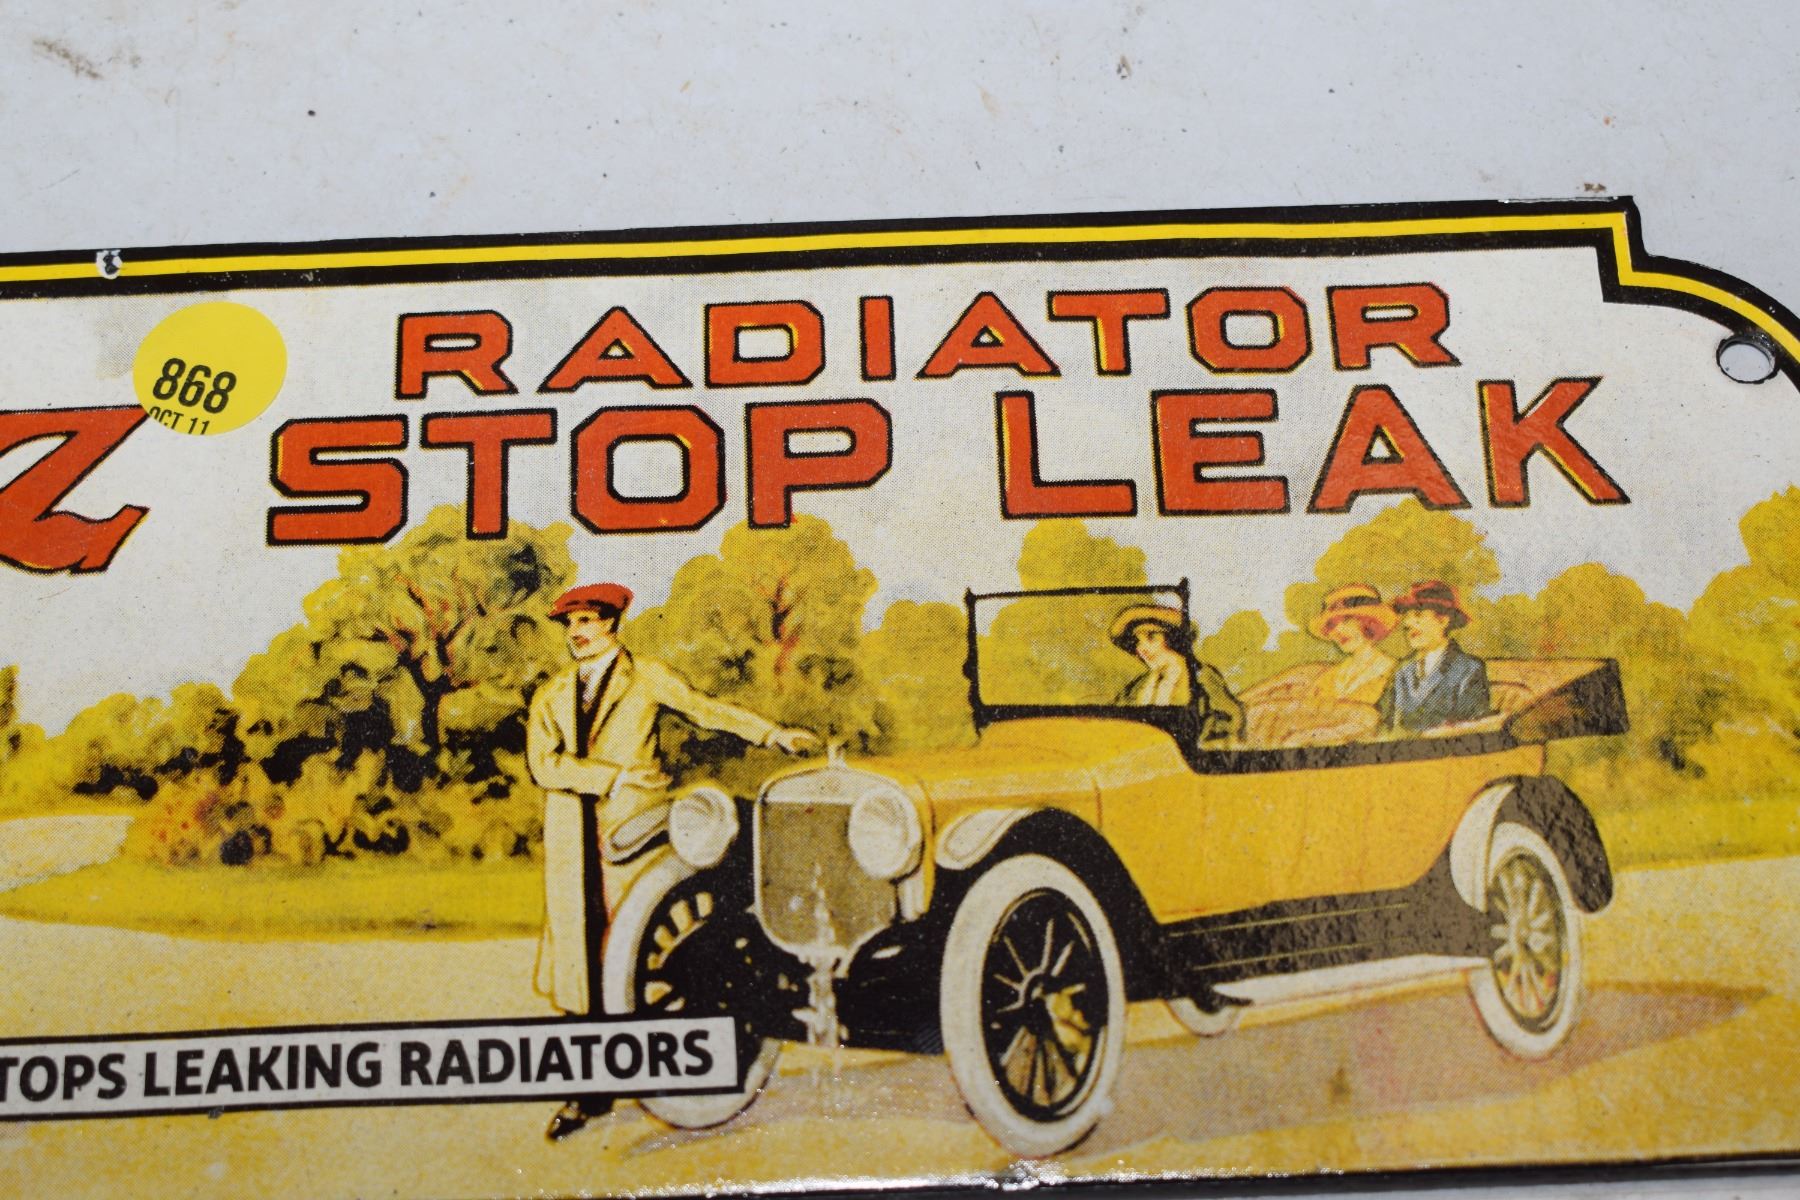 868
OCT 11
RADIATOR
STOP LEAK
TOPS LEAKING RADIATORS